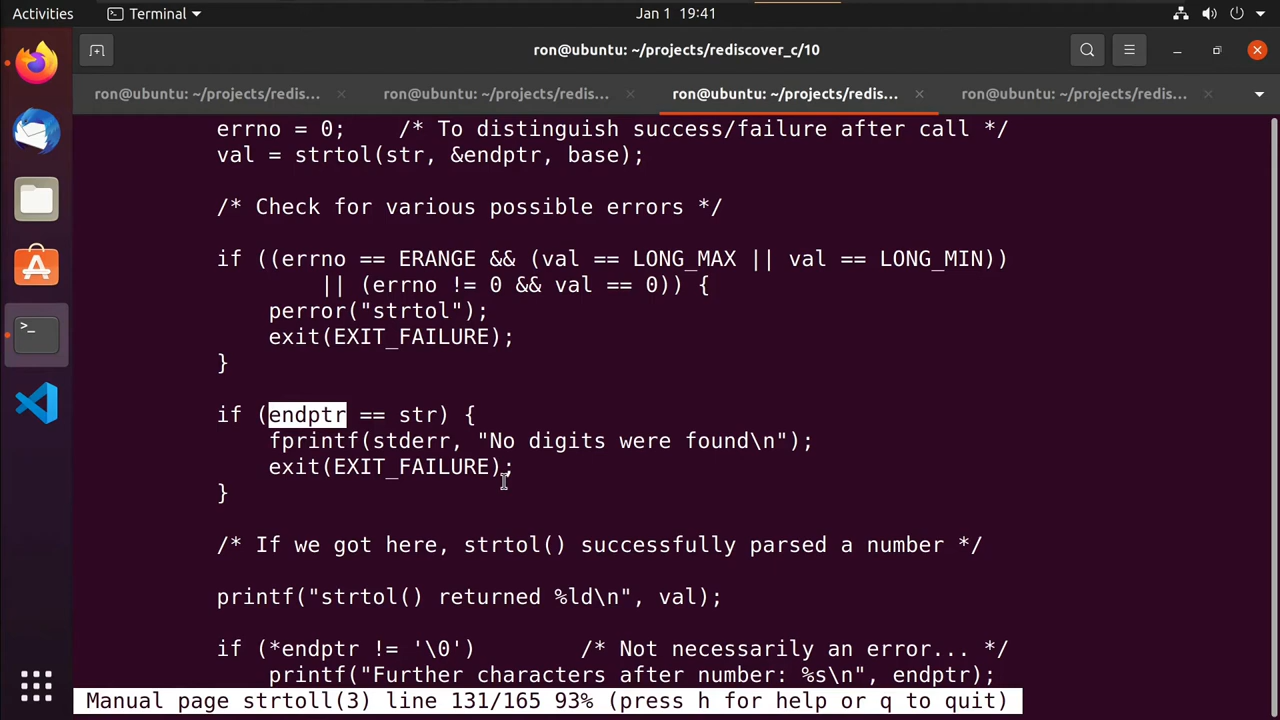 Activities
Terminal
Jan 1 19:41
ron@ubuntu: ~/projects/rediscover_c/10
ron@ubuntu: ~/projects/redis...
ron@ubuntu: ~/projects/redis...
ron@ubuntu: ~/projects/redis...
ron@ubuntu: ~/projects/redis...
errno = 0;    /* To distinguish success/failure after call */
val = strtol(str, &endptr, base);
/* Check for various possible errors */
if ((errno == ERANGE && (val == LONG_MAX || val == LONG_MIN))
|| (errno != 0 && val == 0)) {
perror("strtol");
exit(EXIT_FAILURE);
}
if (endptr == str) {
fprintf(stderr, "No digits were found\n");
exit(EXIT_FAILURE);
}
/* If we got here, strtol() successfully parsed a number */
printf("strtol() returned %ld\n", val);
if (*endptr != '\0')        /* Not necessarily an error... */
printf("Further characters after number: %s\n", endptr);
Manual page strtoll(3) line 131/165 93% (press h for help or q to quit)